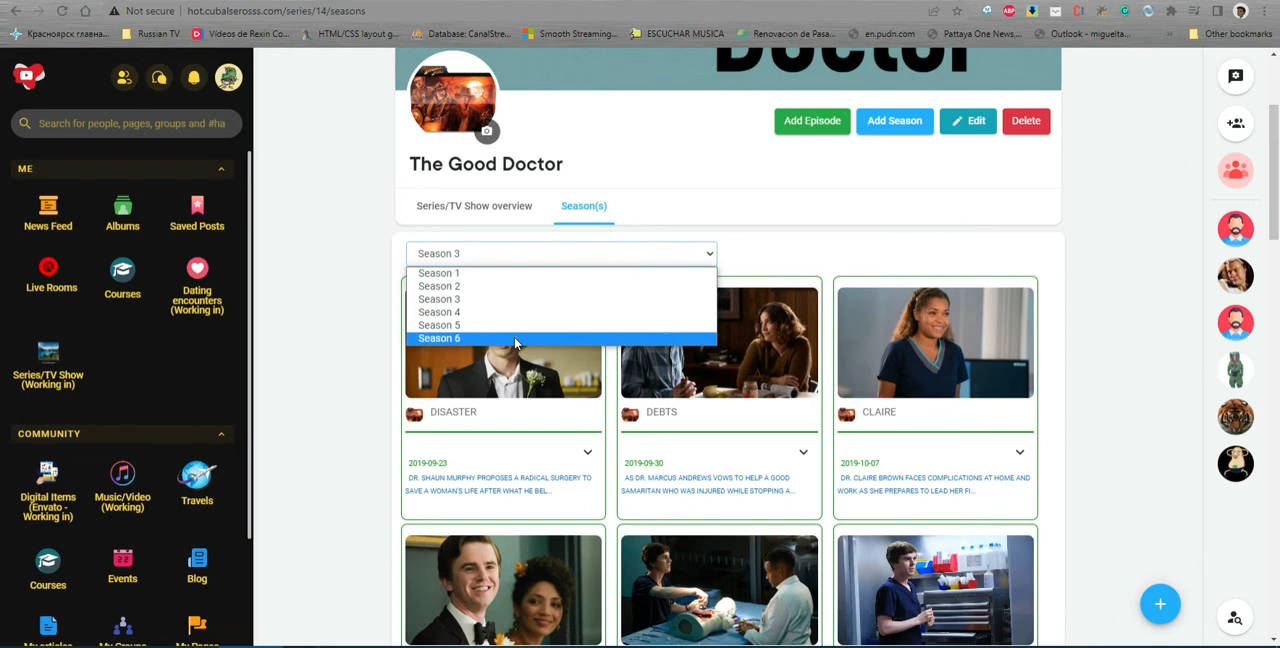 Not secure
hot.cubalserosss.com/series/14/seasons
ABP
Красноярск главна...
Russian TV
Vídeos de Rexin Co...
HTML/CSS layout g...
Database: CanalStre...
Smooth Streaming...
ESCUCHAR MUSICA
Renovacion de Pasa...
en.pudn.com
Pattaya One News,...
Outlook - miguelta...
»
Other bookmarks
Search for people, pages, groups and #ha
Doctor
Add Episode
Add Season
Edit
Delete
ME
The Good Doctor
News Feed
Albums
Saved Posts
Series/TV Show overview
Season(s)
Live Rooms
Courses
Dating
encounters
(Working in)
Season 3
Season 1
Season 2
Season 3
Season 4
Season 5
Season 6
Series/TV Show
(Working in)
DISASTER
DEBTS
CLAIRE
COMMUNITY
2019-09-23
2019-09-30
2019-10-07
DR. SHAUN MURPHY PROPOSES A RADICAL SURGERY TO
SAVE A WOMAN'S LIFE AFTER WHAT HE BEL...
AS DR. MARCUS ANDREWS VOWS TO HELP A GOOD
SAMARITAN WHO WAS INJURED WHILE STOPPING A...
DR. CLAIRE BROWN FACES COMPLICATIONS AT HOME AND
WORK AS SHE PREPARES TO LEAD HER FI...
Digital Items
(Envato -
Working in)
Music/Video
(Working)
Travels
Courses
Events
Blog
My articles
My Groups
My Pages